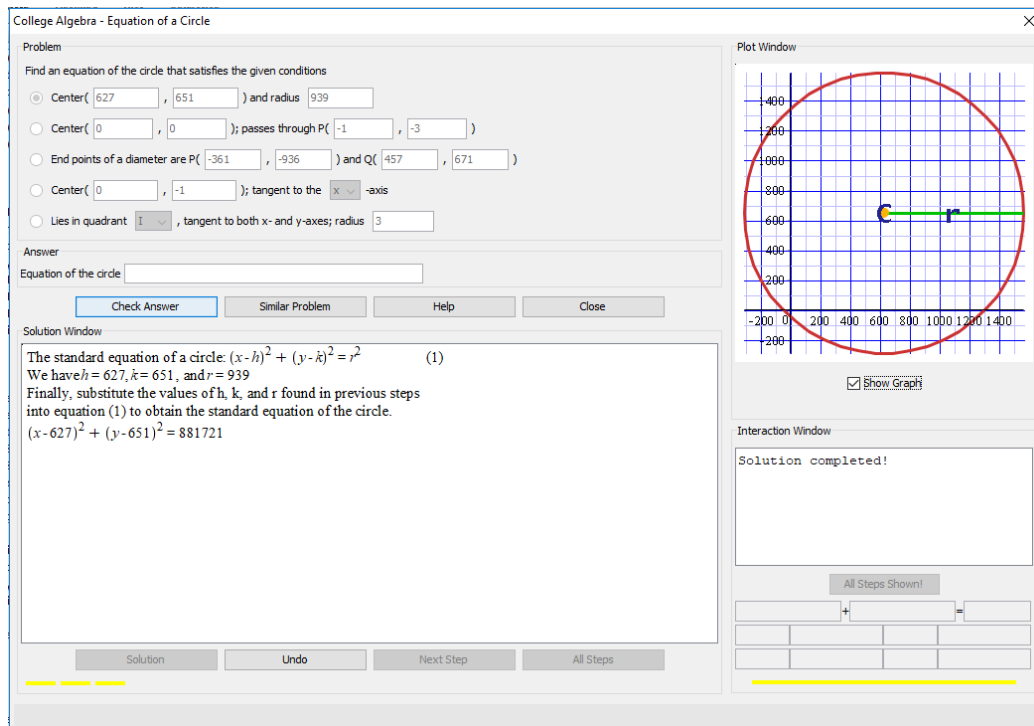 College Algebra - Equation of a Circle
Problem
Find an equation of the circle that satisfies the given conditions
Center( 627 , 651 ) and radius 939
Center( 0 , 0 ); passes through P( -1 , -3 )
End points of a diameter are P( -361 , -936 ) and Q( 457 , 671 )
Center( 0 , -1 ); tangent to the x -axis
Lies in quadrant I , tangent to both x- and y-axes; radius 3
Answer
Equation of the circle
Check Answer Similar Problem Help Close
Solution Window
The standard equation of a circle: (x-h)² + (y-k)² = r² (1)
We have h = 627, k = 651, and r = 939
Finally, substitute the values of h, k, and r found in previous steps
into equation (1) to obtain the standard equation of the circle.
(x-627)² + (y-651)² = 881721
Solution Undo Next Step All Steps
Plot Window
1400
1200
1000
800
C r
600
400
200
0
-200 0 200 400 600 800 1000 1200 1400
-200
Show Graph
Interaction Window
Solution completed!
All Steps Shown!
+ =